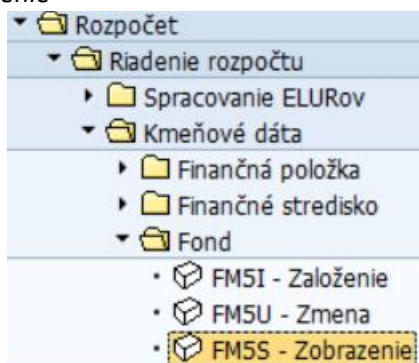 Rozpočet
Riadenie rozpočtu
Spracovanie ELURov
Kmeňové dáta
Finančná položka
Finančné stredisko
Fond
FM5I - Založenie
FM5U - Zmena
FM5S - Zobrazenie